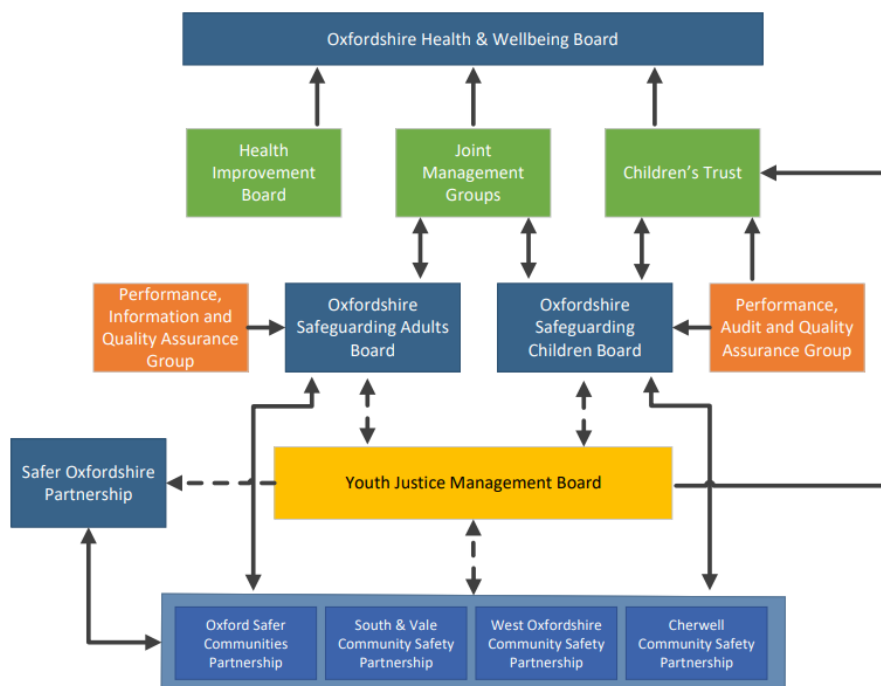 Oxfordshire Health & Wellbeing Board
Health
Improvement
Board
Joint
Management
Groups
Children’s Trust
Performance,
Information and
Quality Assurance
Group
Oxfordshire
Safeguarding Adults
Board
Oxfordshire
Safeguarding
Children Board
Performance,
Audit and Quality
Assurance Group
Safer Oxfordshire
Partnership
Youth Justice Management Board
Oxford Safer
Communities
Partnership
South & Vale
Community Safety
Partnership
West Oxfordshire
Community Safety
Partnership
Cherwell
Community Safety
Partnership